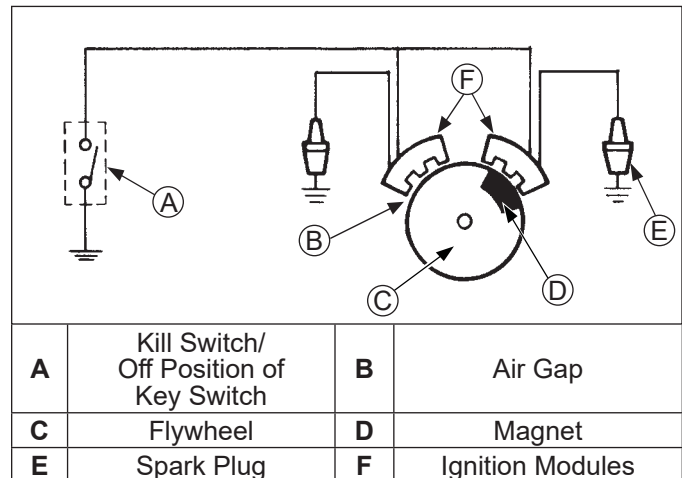 F
A
B
E
C
D
A Kill Switch/ Off Position of Key Switch B Air Gap
C Flywheel D Magnet
E Spark Plug F Ignition Modules